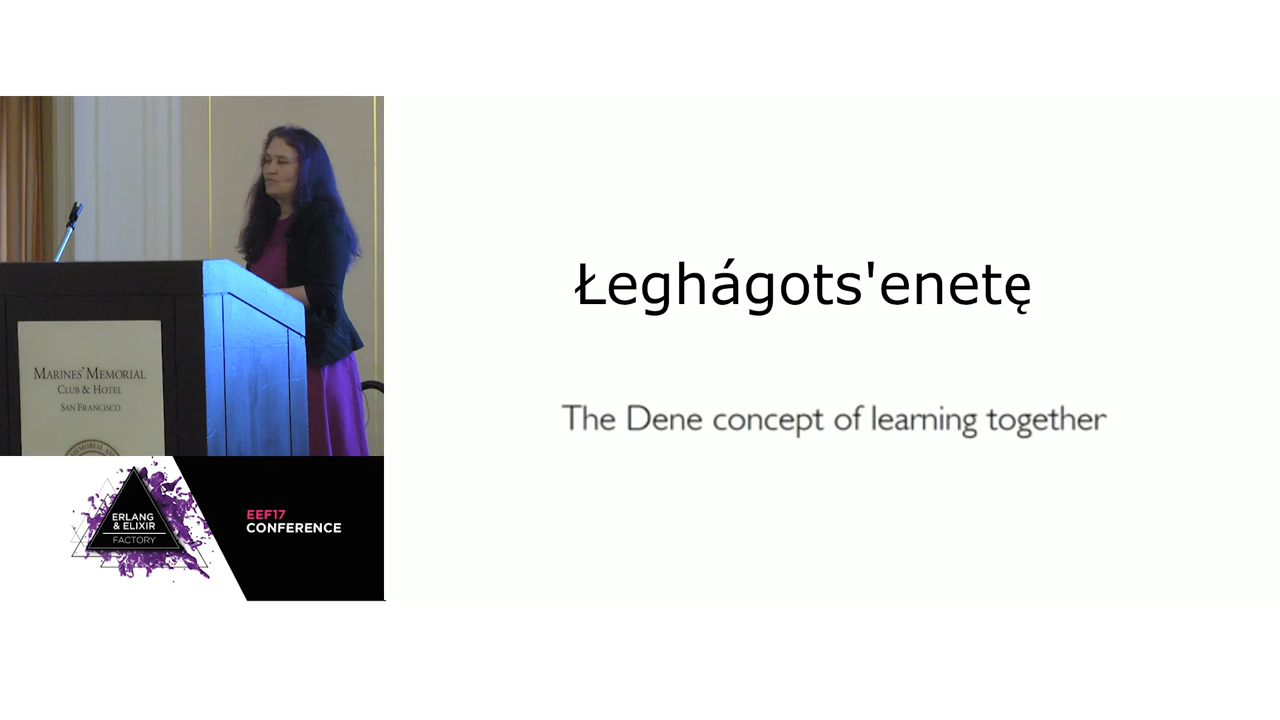 Łeghágots'enetę
The Dene concept of learning together
MARINES' MEMORIAL
CLUB & HOTEL
SAN FRANCISCO
ERLANG
& ELIXIR
FACTORY
EEF17
CONFERENCE